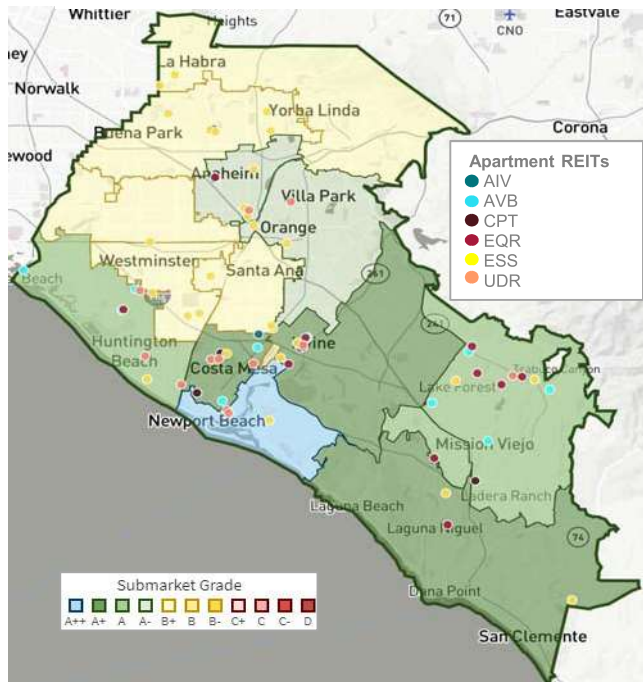 Whittier
Heights
Eastvale
71
CNO
La Habra
ney
Norwalk
Yorba Linda
Buena Park
Corona
ewood
Apartment REITs
Anaheim
AIV
Villa Park
AVB
CPT
Orange
EQR
ESS
Westminster
UDR
Santa Ana
Beach
261
241
Huntington
Beach
Irvine
Costa Mesa
Trabuco Canyon
Lake Forest
Newport Beach
Mission Viejo
Ladera Ranch
Laguna Beach
Laguna Niguel
74
Submarket Grade
A++ A+ A A- B+ B B- C+ C C- D
Dana Point
San Clemente